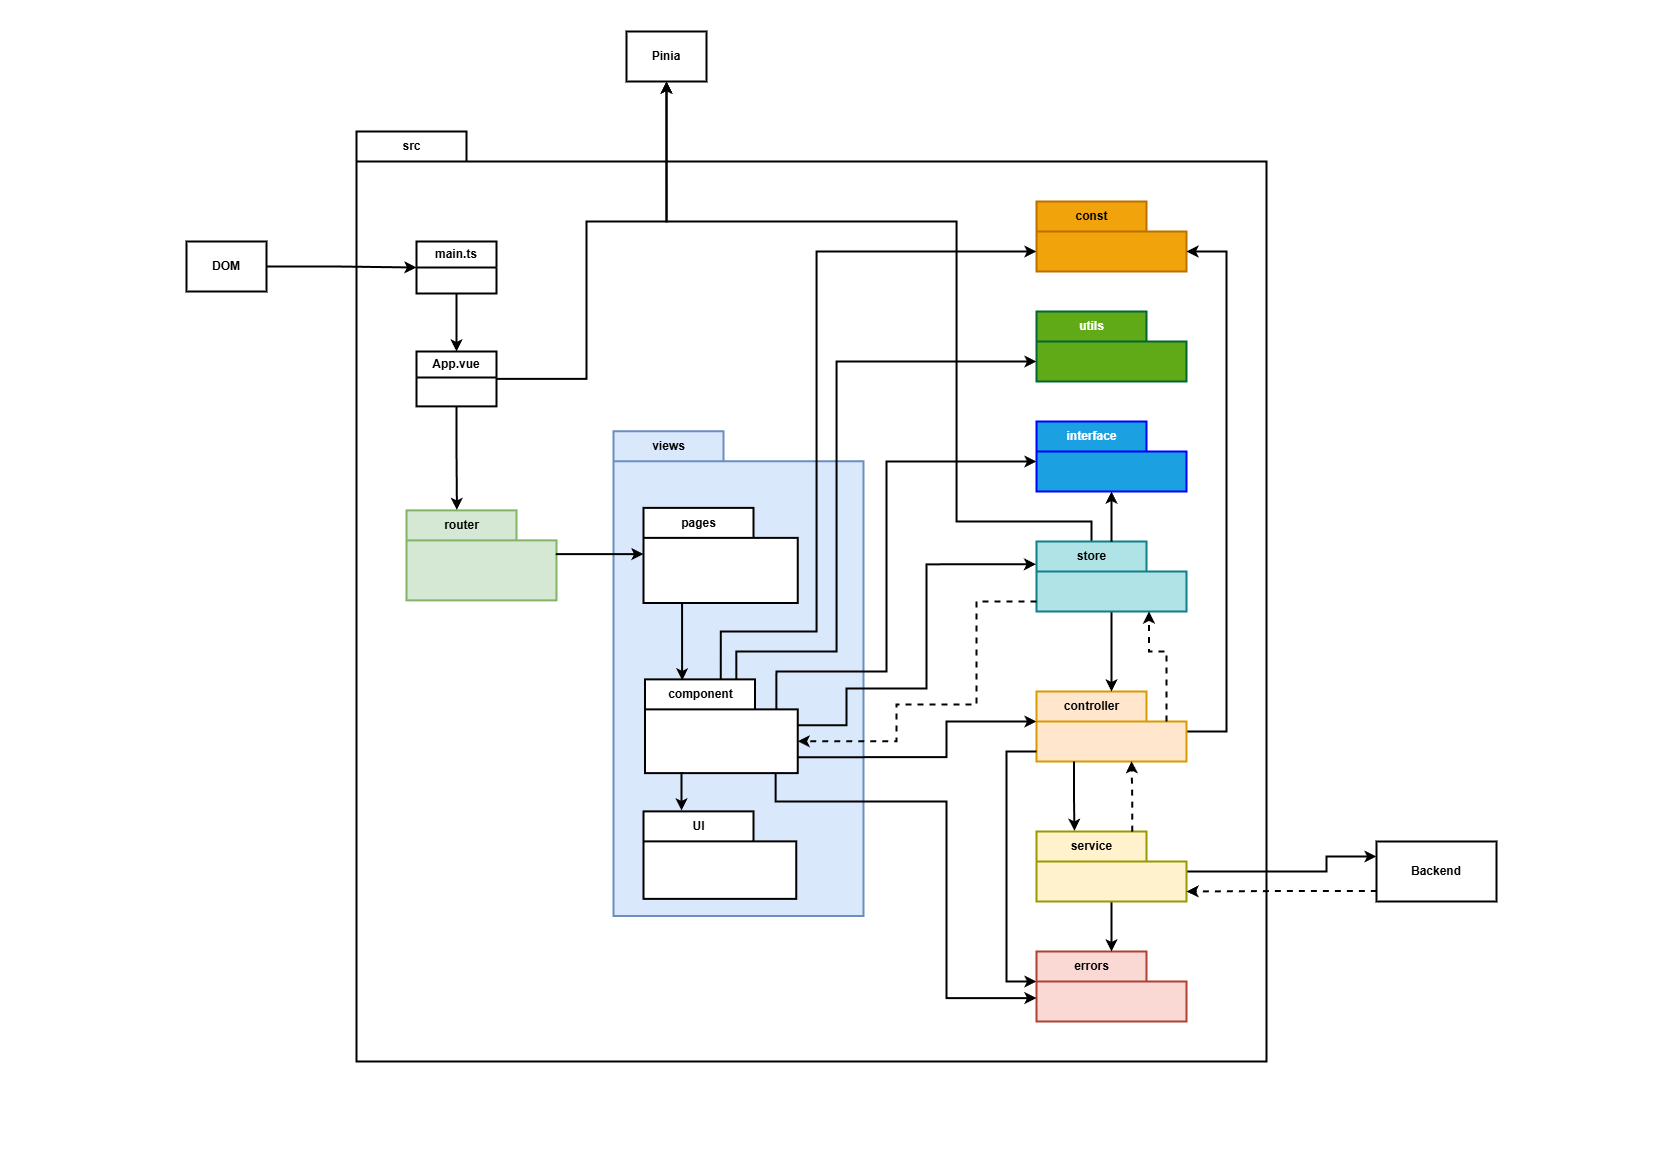 Pinia
src
const
DOM
main.ts
utils
App.vue
interface
views
router
pages
store
component
controller
UI
service
Backend
errors